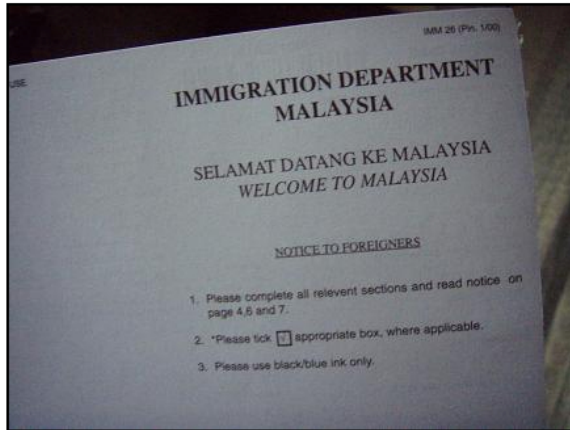 IMM 26 (Pin. 1/00)
USE
IMMIGRATION DEPARTMENT
MALAYSIA
SELAMAT DATANG KE MALAYSIA
WELCOME TO MALAYSIA
NOTICE TO FOREIGNERS
1. Please complete all relevent sections and read notice on
page 4,6 and 7.
2. *Please tick [√] appropriate box, where applicable.
3. Please use black/blue ink only.